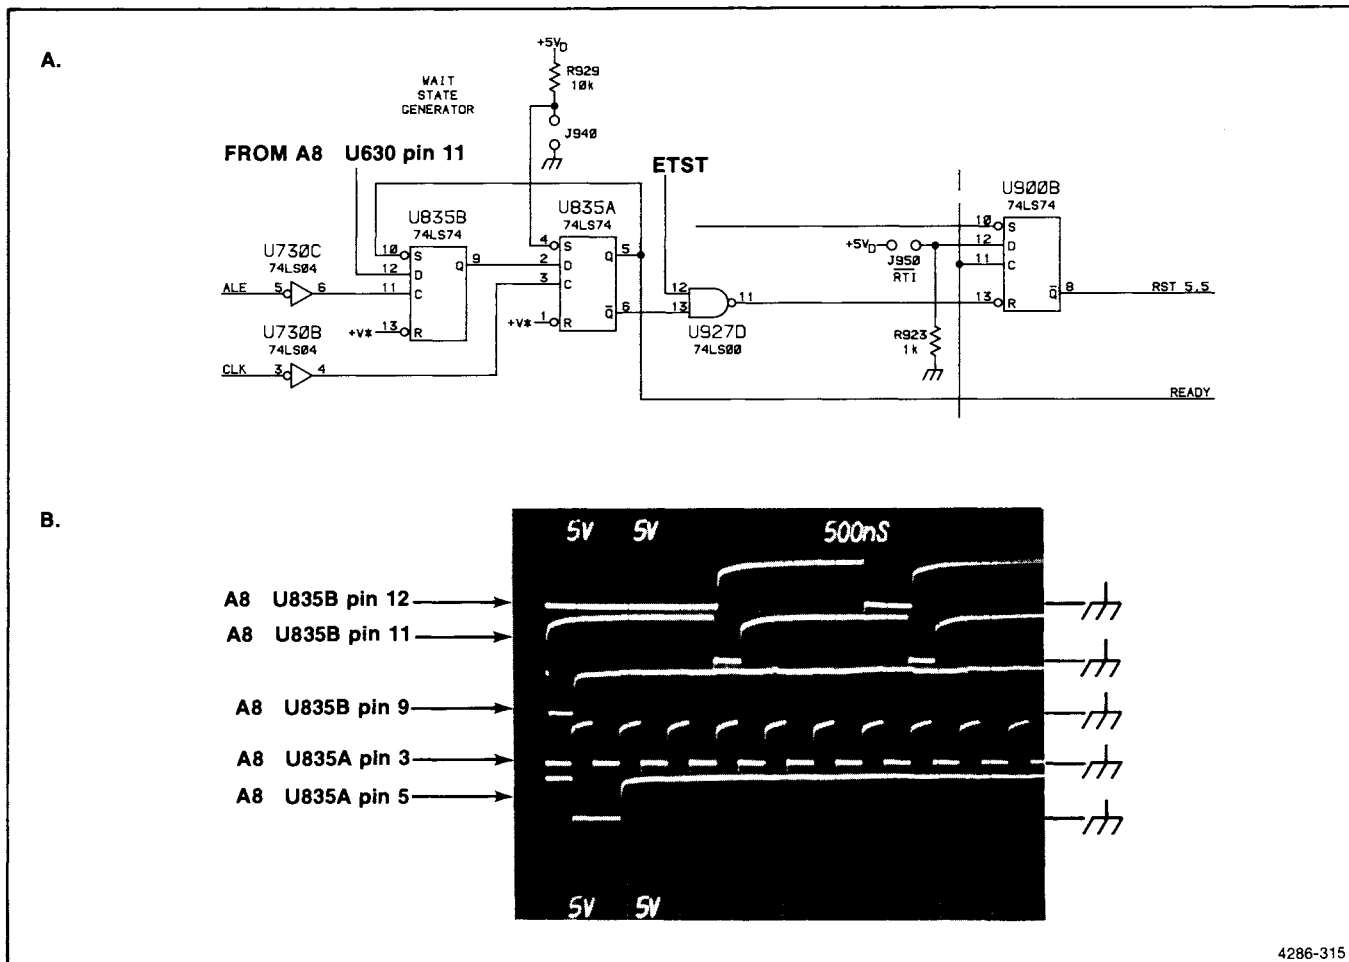 A.
+5VD
R929
10k
WAIT
STATE
GENERATOR
J940
FROM A8 U630 pin 11
ETST
U900B
74LS74
U835B
74LS74
U835A
74LS74
10
S
12
D
11
C
13
R
Q
8
RST 5.5
+5VD
J950
RTI
U730C
74LS04
ALE
5
6
10
S
12
D
11
C
+V*
13
R
Q
9
4
S
2
D
3
C
+V*
1
R
Q
5
Q
6
12
13
11
U927D
74LS00
R923
1k
U730B
74LS04
CLK
3
4
READY
B.
5V 5V 500nS
A8 U835B pin 12
A8 U835B pin 11
A8 U835B pin 9
A8 U835A pin 3
A8 U835A pin 5
5V 5V
4286-315